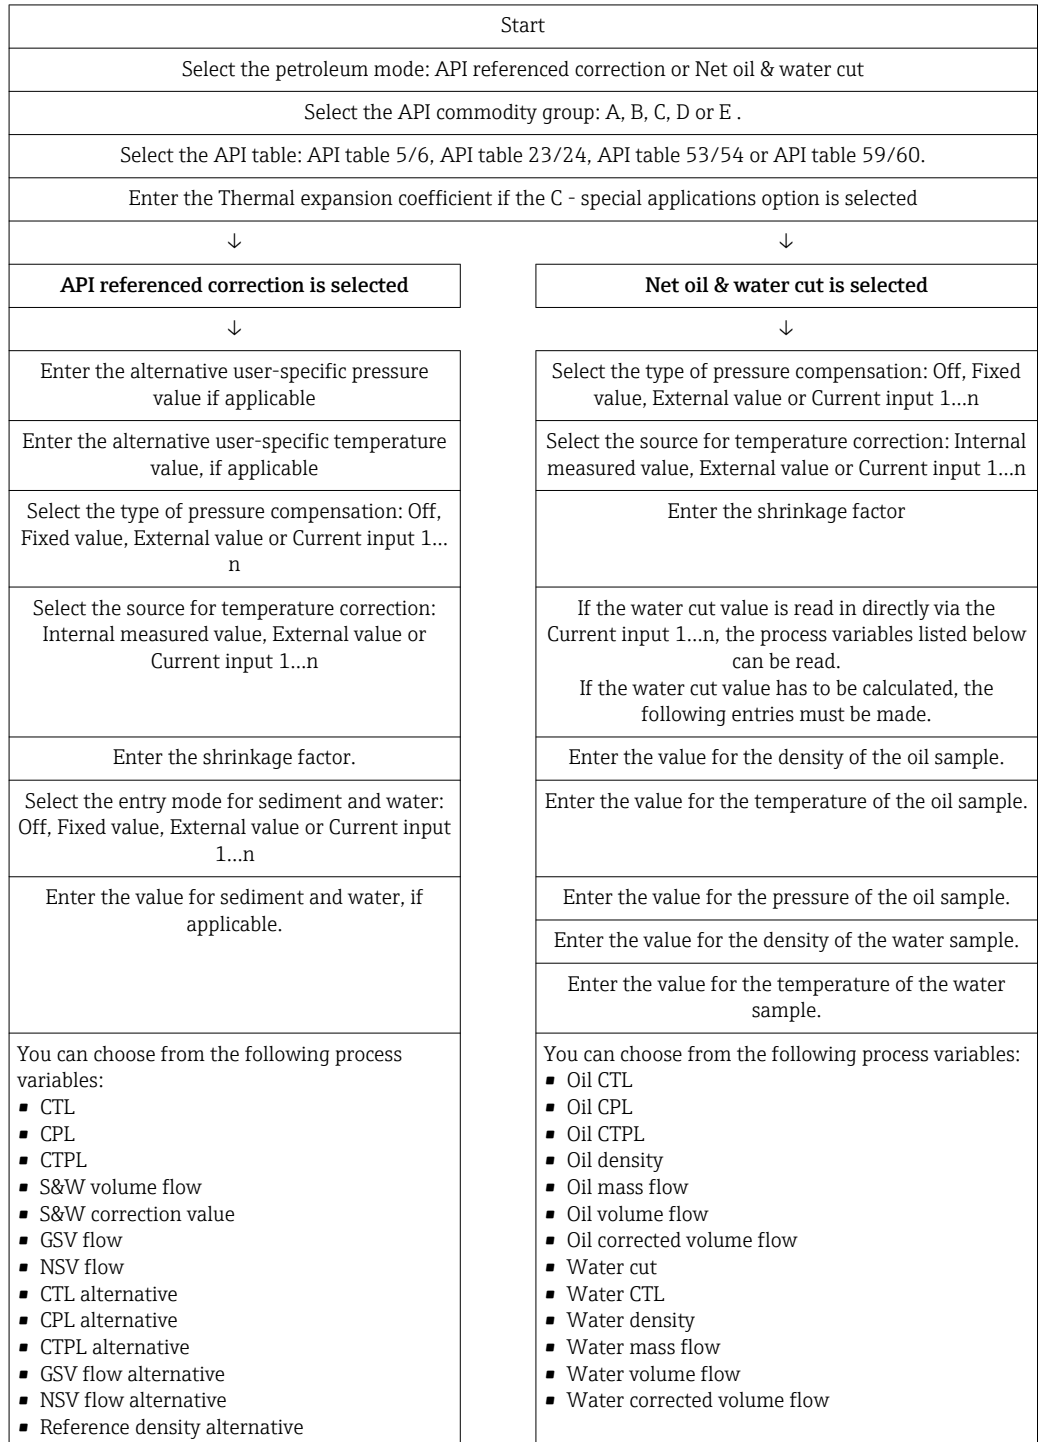 Start
Select the petroleum mode: API referenced correction or Net oil & water cut
Select the API commodity group: A, B, C, D or E .
Select the API table: API table 5/6, API table 23/24, API table 53/54 or API table 59/60.
Enter the Thermal expansion coefficient if the C - special applications option is selected
↓
↓
API referenced correction is selected
Net oil & water cut is selected
↓
↓
Enter the alternative user-specific pressure
value if applicable
Enter the alternative user-specific temperature
value, if applicable
Select the type of pressure compensation: Off,
Fixed value, External value or Current input 1...
n
Select the source for temperature correction:
Internal measured value, External value or
Current input 1...n
Enter the shrinkage factor.
Select the entry mode for sediment and water:
Off, Fixed value, External value or Current input
1...n
Enter the value for sediment and water, if
applicable.
You can choose from the following process
variables:
▪ CTL
▪ CPL
▪ CTPL
▪ S&W volume flow
▪ S&W correction value
▪ GSV flow
▪ NSV flow
▪ CTL alternative
▪ CPL alternative
▪ CTPL alternative
▪ GSV flow alternative
▪ NSV flow alternative
▪ Reference density alternative
Select the type of pressure compensation: Off, Fixed
value, External value or Current input 1...n
Select the source for temperature correction: Internal
measured value, External value or Current input 1...n
Enter the shrinkage factor
If the water cut value is read in directly via the
Current input 1...n, the process variables listed below
can be read.
If the water cut value has to be calculated, the
following entries must be made.
Enter the value for the density of the oil sample.
Enter the value for the temperature of the oil sample.
Enter the value for the pressure of the oil sample.
Enter the value for the density of the water sample.
Enter the value for the temperature of the water
sample.
You can choose from the following process variables:
▪ Oil CTL
▪ Oil CPL
▪ Oil CTPL
▪ Oil density
▪ Oil mass flow
▪ Oil volume flow
▪ Oil corrected volume flow
▪ Water cut
▪ Water CTL
▪ Water density
▪ Water mass flow
▪ Water volume flow
▪ Water corrected volume flow